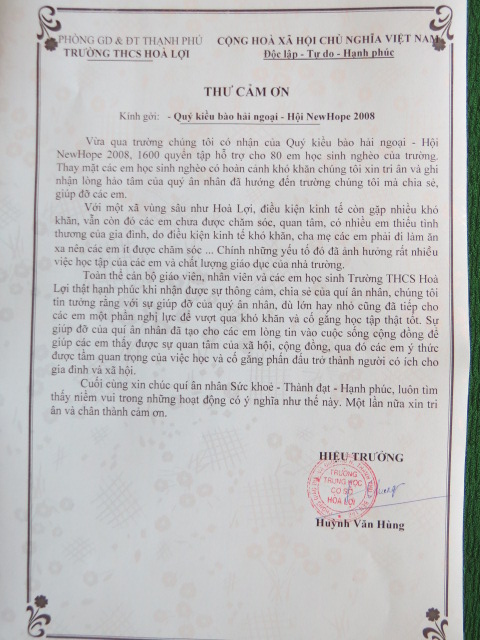 PHÒNG GD & ĐT THẠNH PHÚ
TRƯỜNG THCS HOÀ LỢI
CỘNG HOÀ XÃ HỘI CHỦ NGHĨA VIỆT NAM
Độc lập - Tự do - Hạnh phúc
THƯ CẢM ƠN
Kính gởi: - Quý kiều bào hải ngoại - Hội NewHope 2008
Vừa qua trường chúng tôi có nhận của Quý kiều bào hải ngoại - Hội
NewHope 2008, 1600 quyển tập hỗ trợ cho 80 em học sinh nghèo của trường.
Thay mặt các em học sinh nghèo có hoàn cảnh khó khăn chúng tôi xin tri ân và ghi
nhận lòng hảo tâm của quý ân nhân đã hướng đến trường chúng tôi mà chia sẻ,
giúp đỡ các em.
Với một xã vùng sâu như Hoà Lợi, điều kiện kinh tế còn gặp nhiều khó
khăn, vẫn còn đó các em chưa được chăm sóc, quan tâm, có nhiều em thiếu tình
thương của gia đình, do điều kiện kinh tế khó khăn, cha mẹ các em phải đi làm ăn
xa nên các em ít được chăm sóc ... Chính những yếu tố đó đã ảnh hưởng rất nhiều
việc học tập của các em và chất lượng giáo dục của nhà trường.
Toàn thể cán bộ giáo viên, nhân viên và các em học sinh Trường THCS Hoà
Lợi thật hạnh phúc khi nhận được sự thông cảm, chia sẻ của quí ân nhân, chúng tôi
tin tưởng rằng với sự giúp đỡ của quý ân nhân, dù lớn hay nhỏ cũng đã tiếp cho
các em một phần nghị lực để vượt qua khó khăn và cố gắng học tập thật tốt. Sự
giúp đỡ của quí ân nhân đã tạo cho các em lòng tin vào cuộc sống cộng đồng để
giúp các em thấy được sự quan tâm của xã hội, cộng đồng, qua đó các em ý thức
được tầm quan trọng của việc học và cố gắng phấn đấu trở thành người có ích cho
gia đình và xã hội.
Cuối cùng xin chúc quí ân nhân Sức khoẻ - Thành đạt - Hạnh phúc, luôn tìm
thấy niềm vui trong những hoạt động có ý nghĩa như thế này. Một lần nữa xin tri
ân và chân thành cảm ơn.
HIỆU TRƯỞNG
TRƯỜNG
TRUNG HỌC
CƠ SỞ
HOÀ LỢI
Huỳnh Văn Hùng